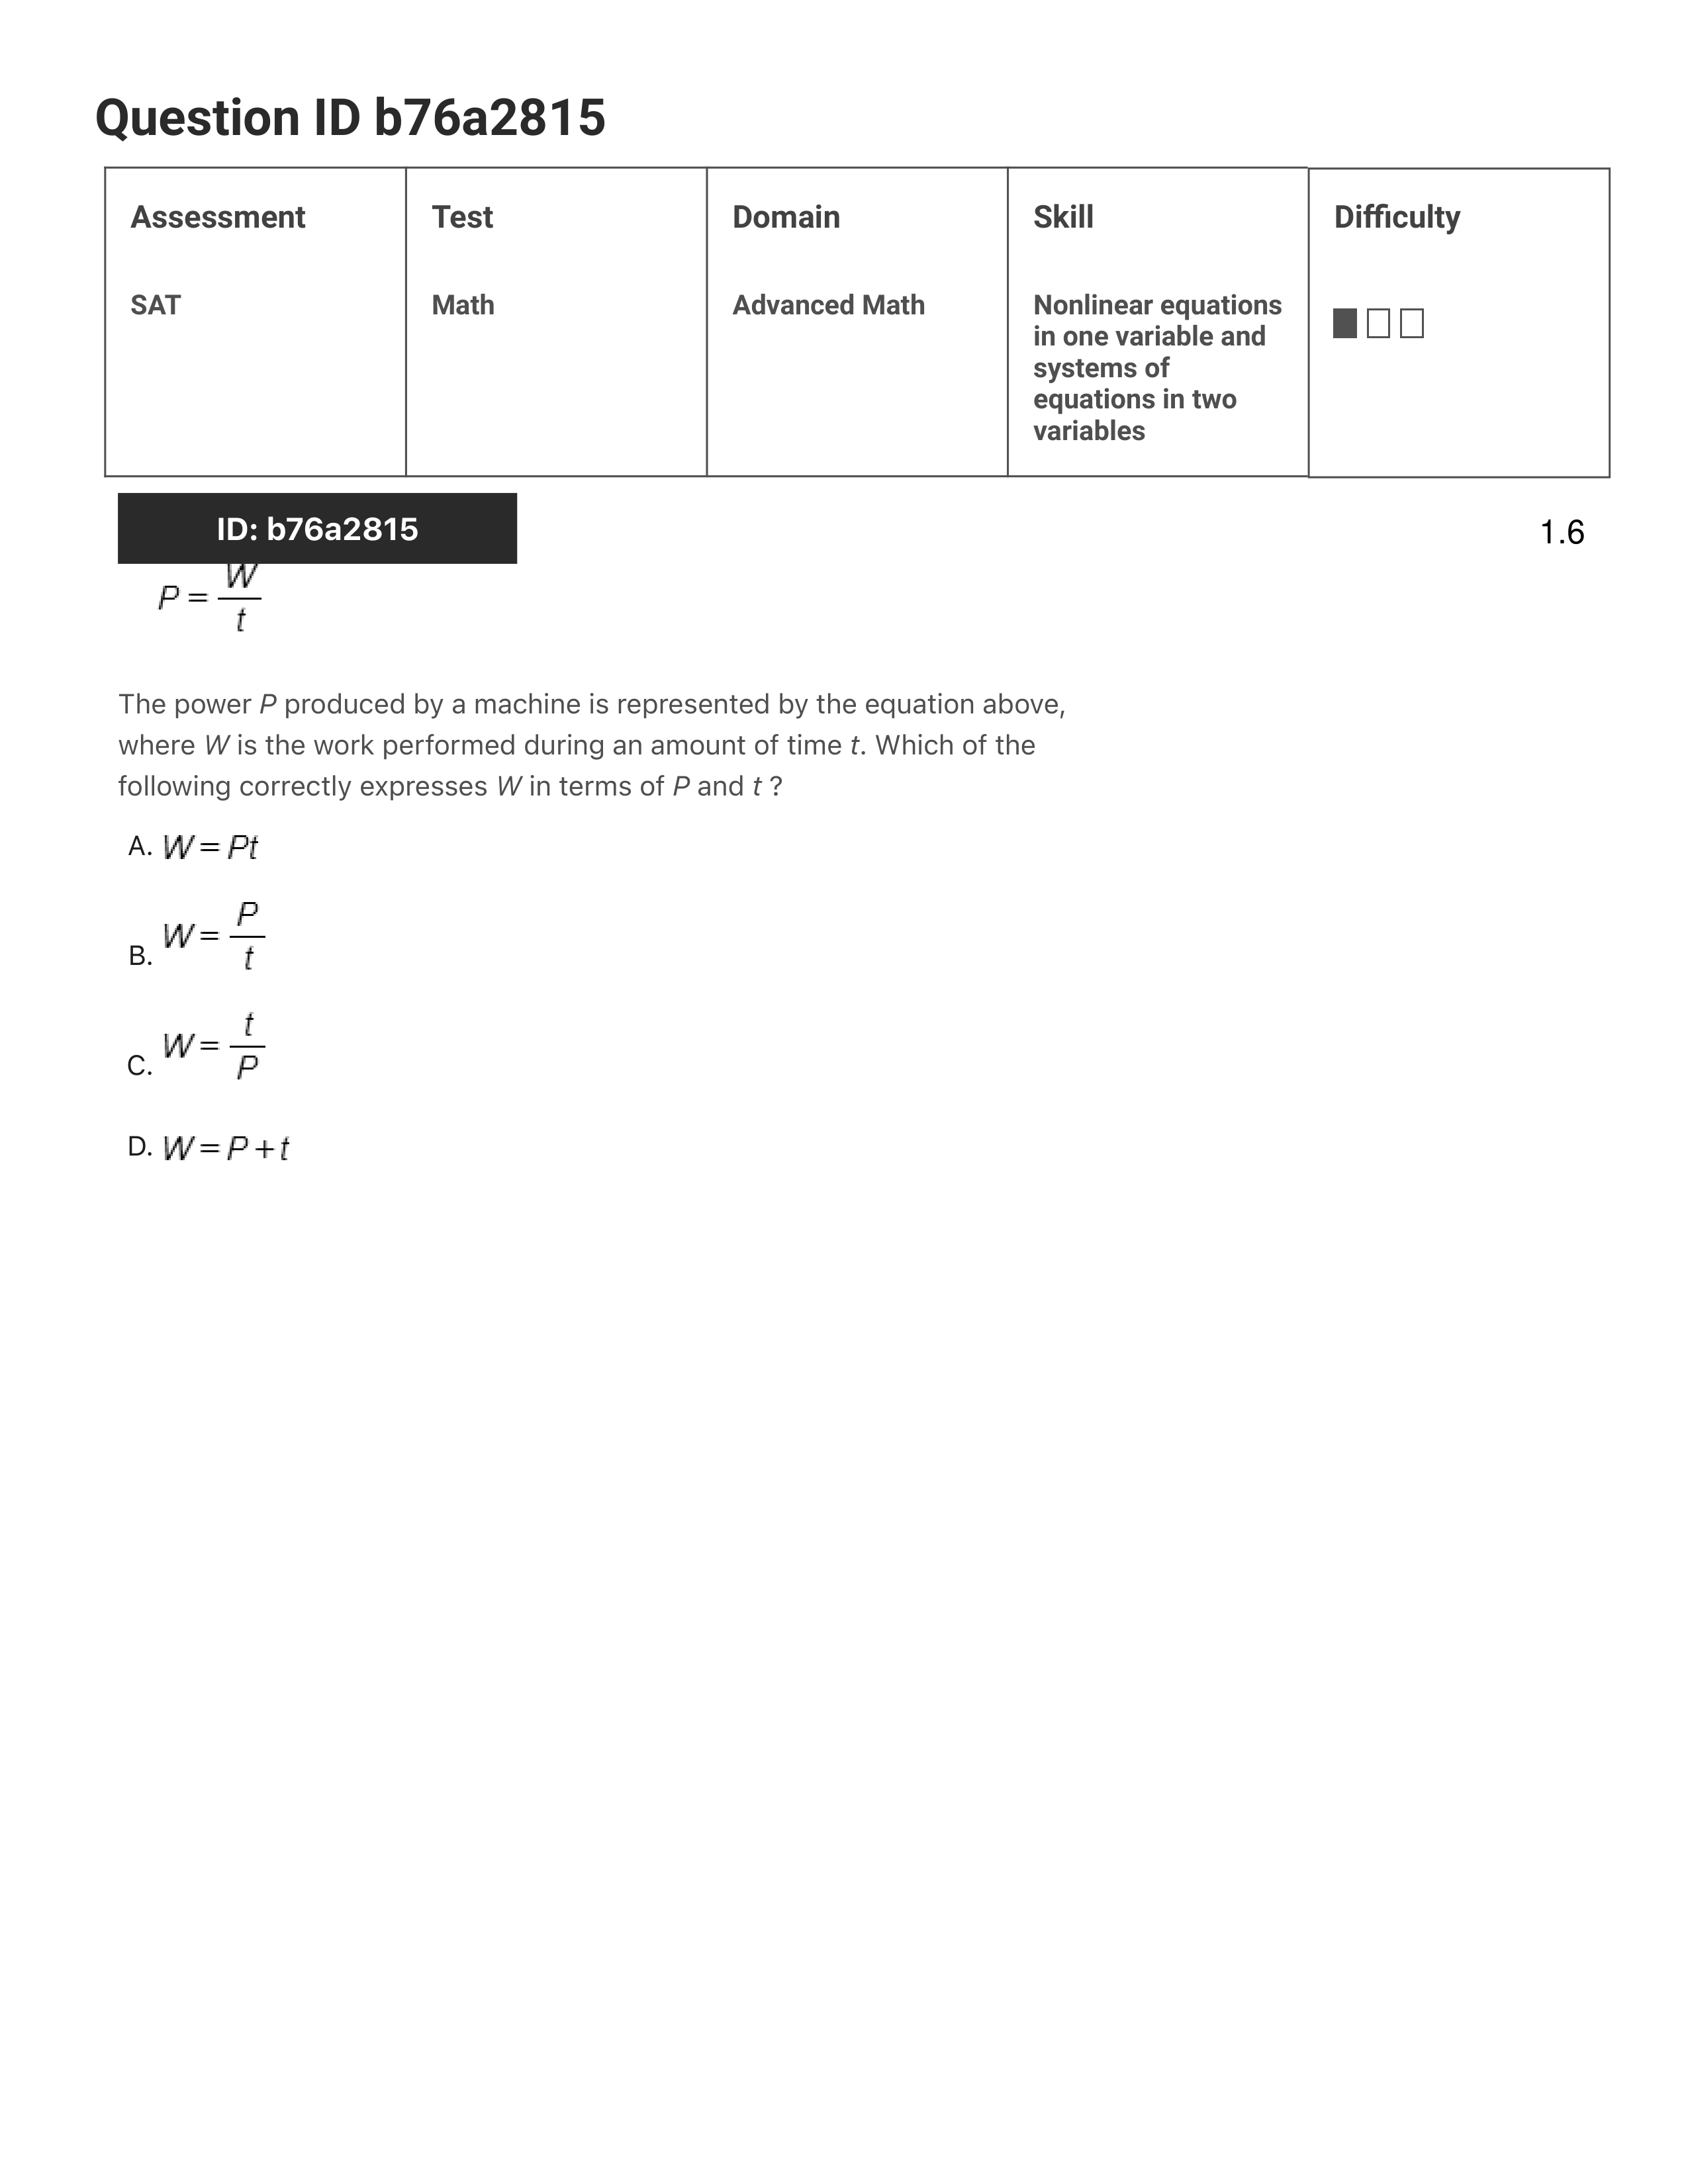 Question ID b76a2815
Assessment
Test
Domain
Skill
Difficulty
SAT
Math
Advanced Math
Nonlinear equations
in one variable and
systems of
equations in two
variables
ID: b76a2815
1.6
P = W/t
The power P produced by a machine is represented by the equation above,
where W is the work performed during an amount of time t. Which of the
following correctly expresses W in terms of P and t ?
A. W = Pt
B. W = P/t
C. W = t/P
D. W = P + t